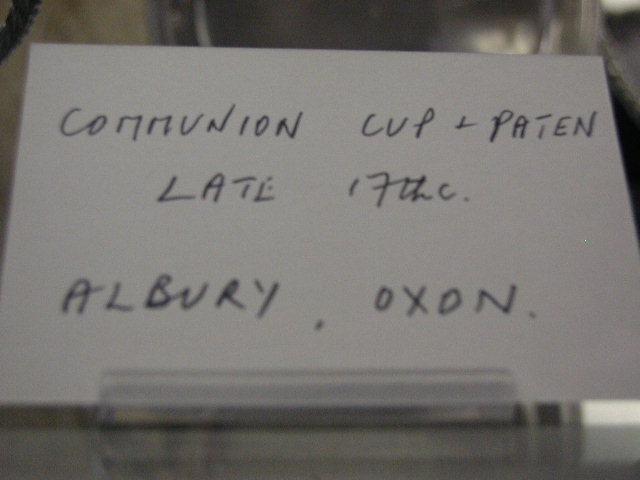 COMMUNION CUP + PATEN
LATE 17thc.
ALBURY, OXON.